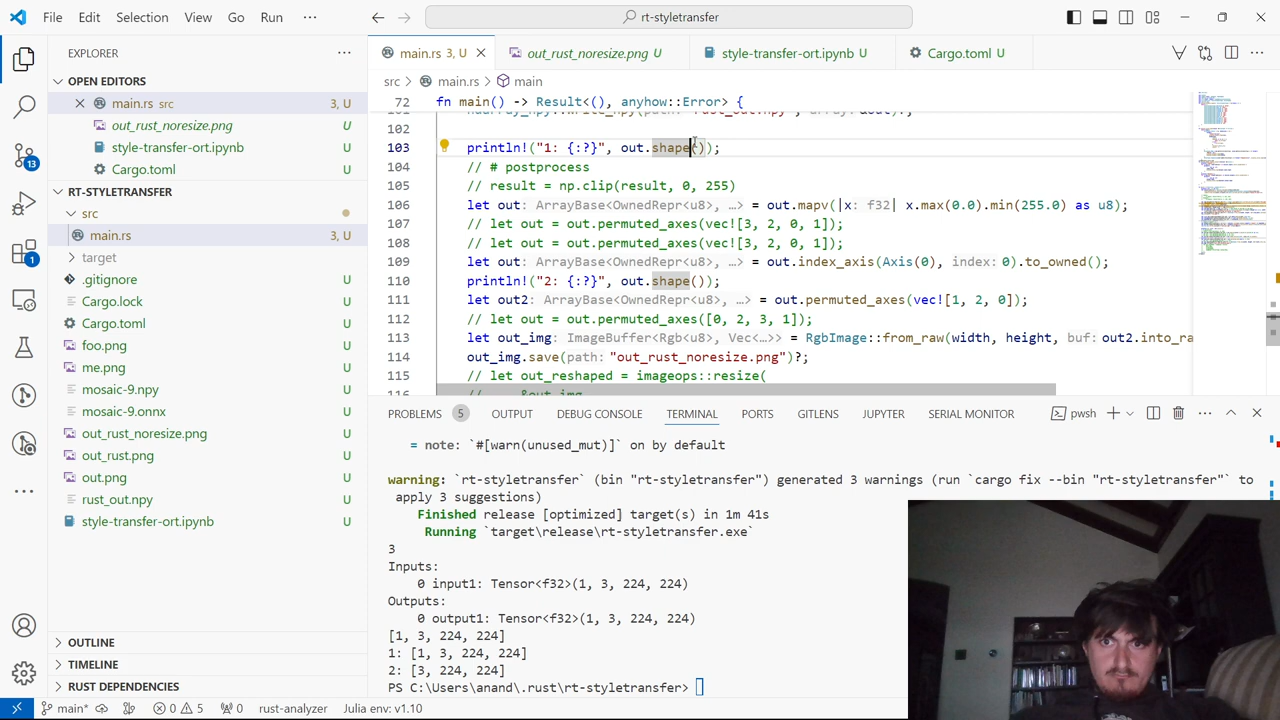 File Edit Selection View Go Run ··· rt-styletransfer
EXPLORER
OPEN EDITORS
main.rs src 3, U
out_rust_noresize.png U
style-transfer-ort.ipynb U
Cargo.toml U
RT-STYLETRANSFER
src
main.rs 3, U
target
.gitignore U
Cargo.lock U
Cargo.toml U
foo.png U
me.png U
mosaic-9.npy U
mosaic-9.onnx U
out_rust_noresize.png U
out_rust.png U
out.png U
rust_out.npy U
style-transfer-ort.ipynb U
OUTLINE
TIMELINE
RUST DEPENDENCIES
13
1
main.rs 3, U out_rust_noresize.png U style-transfer-ort.ipynb U Cargo.toml U
src > main.rs > main
72 fn main() -> Result<(), anyhow::Error> {
102
103 println!("1: {:?}", out.shape());
104 // # postprocess
105 // result = np.clip(result, 0, 255)
106 let out: ArrayBase<OwnedRepr<u8>, …> = out.mapv(|x: f32| x.max(0.0).min(255.0) as u8);
107 // let out = out.permuted_axes(vec![3, 2, 1, 0]);
108 // let out = out.permuted_axes(vec![3, 2, 0, 1]);
109 let out: ArrayBase<OwnedRepr<u8>, …> = out.index_axis(Axis(0), index: 0).to_owned();
110 println!("2: {:?}", out.shape());
111 let out2: ArrayBase<OwnedRepr<u8>, …> = out.permuted_axes(vec![1, 2, 0]);
112 // let out = out.permuted_axes([0, 2, 3, 1]);
113 let out_img: ImageBuffer<Rgb<u8>, Vec<…>> = RgbImage::from_raw(width, height, buf: out2.into_ra
114 out_img.save(path: "out_rust_noresize.png")?;
115 // let out_reshaped = imageops::resize(
PROBLEMS 5 OUTPUT DEBUG CONSOLE TERMINAL PORTS GITLENS JUPYTER SERIAL MONITOR pwsh
= note: `#[warn(unused_mut)]` on by default
warning: `rt-styletransfer` (bin "rt-styletransfer") generated 3 warnings (run `cargo fix --bin "rt-styletransfer"` to
apply 3 suggestions)
Finished release [optimized] target(s) in 1m 41s
Running `target\release\rt-styletransfer.exe`
3
Inputs:
0 input1: Tensor<f32>(1, 3, 224, 224)
Outputs:
0 output1: Tensor<f32>(1, 3, 224, 224)
[1, 3, 224, 224]
1: [1, 3, 224, 224]
2: [3, 224, 224]
PS C:\Users\anand\.rust\rt-styletransfer>
main* 0 5 0 rust-analyzer Julia env: v1.10